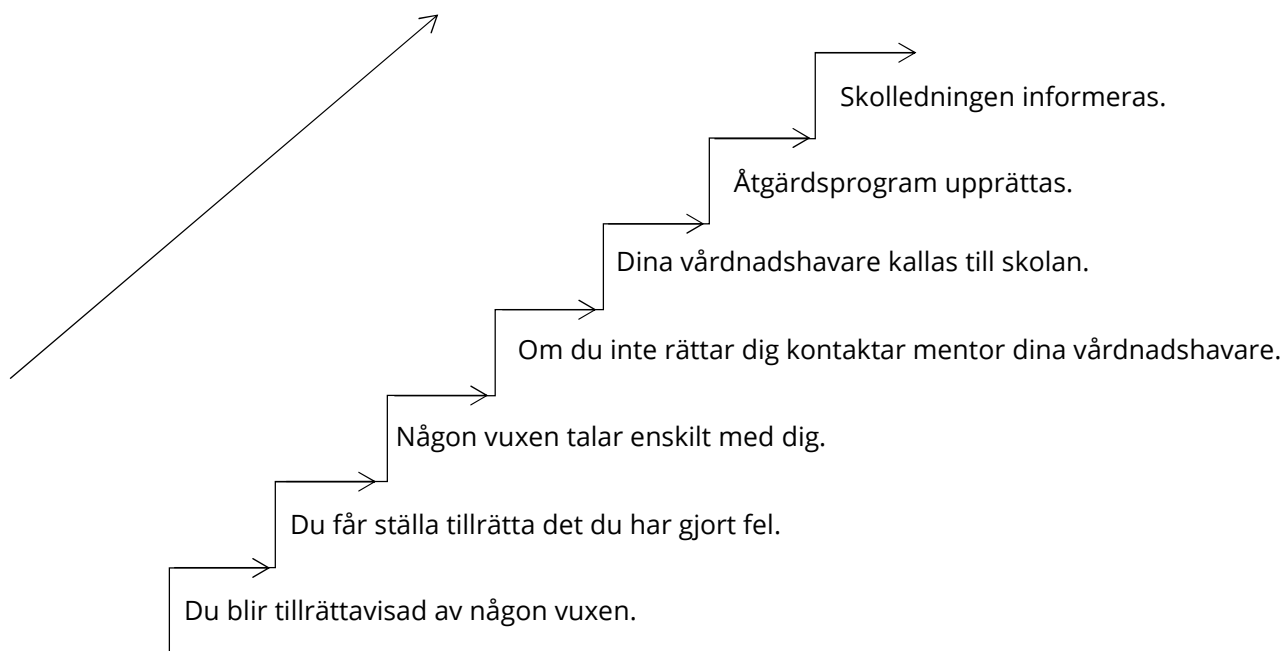 Skolledningen informeras.
Åtgärdsprogram upprättas.
Dina vårdnadshavare kallas till skolan.
Om du inte rättar dig kontaktar mentor dina vårdnadshavare.
Någon vuxen talar enskilt med dig.
Du får ställa tillrätta det du har gjort fel.
Du blir tillrättavisad av någon vuxen.